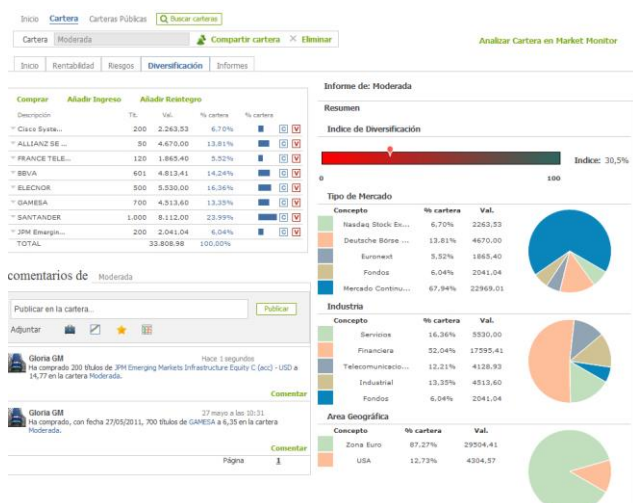 Inicio Cartera Carteras Públicas Buscar carteras
Cartera Moderada Compartir cartera Eliminar
Analizar Cartera en Market Monitor
Inicio Rentabilidad Riesgos Diversificación Informes
Comprar Añadir Ingreso Añadir Reintegro
Descripción Tít. Val. % cartera % cartera
Cisco Syste... 200 2.263,53 6,70% C V
ALLIANZ SE ... 50 4.670,00 13,81% C V
FRANCE TELE... 120 1.865,40 5,52% C V
BBVA 601 4.813,41 14,24% C V
ELECNOR 500 5.530,00 16,36% C V
GAMESA 700 4.513,60 13,35% C V
SANTANDER 1.000 8.112,00 23,99% C V
JPM Emergin... 200 2.041,04 6,04% C V
TOTAL 33.808,98 100,00%
comentarios de Moderada
Publicar en la cartera... Publicar
Adjuntar
Gloria GM Hace 1 segundos
Ha comprado 200 títulos de JPM Emerging Markets Infrastructure Equity C (acc) - USD a
14,77 en la cartera Moderada.
Comentar
Gloria GM 27 mayo a las 10:31
Ha comprado, con fecha 27/05/2011, 700 títulos de GAMESA a 6,35 en la cartera
Moderada.
Comentar
Página 1
Informe de: Moderada
Resumen
Indice de Diversificación
Indice: 30,5%
0 100
Tipo de Mercado
Concepto % cartera Val.
Nasdaq Stock Ex... 6,70% 2263,53
Deutsche Börse ... 13,81% 4670,00
Euronext 5,52% 1865,40
Fondos 6,04% 2041,04
Mercado Continu... 67,94% 22969,01
Industria
Concepto % cartera Val.
Servicios 16,36% 5530,00
Financiera 52,04% 17595,41
Telecomunicacio... 12,21% 4128,93
Industrial 13,35% 4513,60
Fondos 6,04% 2041,04
Area Geográfica
Concepto % cartera Val.
Zona Euro 87,27% 29504,41
USA 12,73% 4304,57